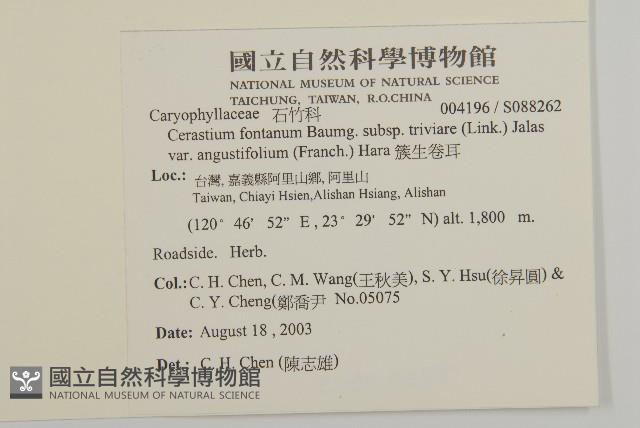 國立自然科學博物館
NATIONAL MUSEUM OF NATURAL SCIENCE
TAICHUNG, TAIWAN, R.O.CHINA
Caryophyllaceae 石竹科 004196 / S088262
Cerastium fontanum Baumg. subsp. triviare (Link.) Jalas
var. angustifolium (Franch.) Hara 簇生卷耳
Loc.: 台灣, 嘉義縣阿里山鄉, 阿里山
Taiwan, Chiayi Hsien,Alishan Hsiang, Alishan
(120° 46' 52" E , 23° 29' 52" N) alt. 1,800 m.
Roadside. Herb.
Col.: C. H. Chen, C. M. Wang(王秋美), S. Y. Hsu(徐昇圓) &
C. Y. Cheng(鄭喬尹 No.05075
Date: August 18 , 2003
Det.: C. H. Chen (陳志雄)
國立自然科學博物館
NATIONAL MUSEUM OF NATURAL SCIENCE